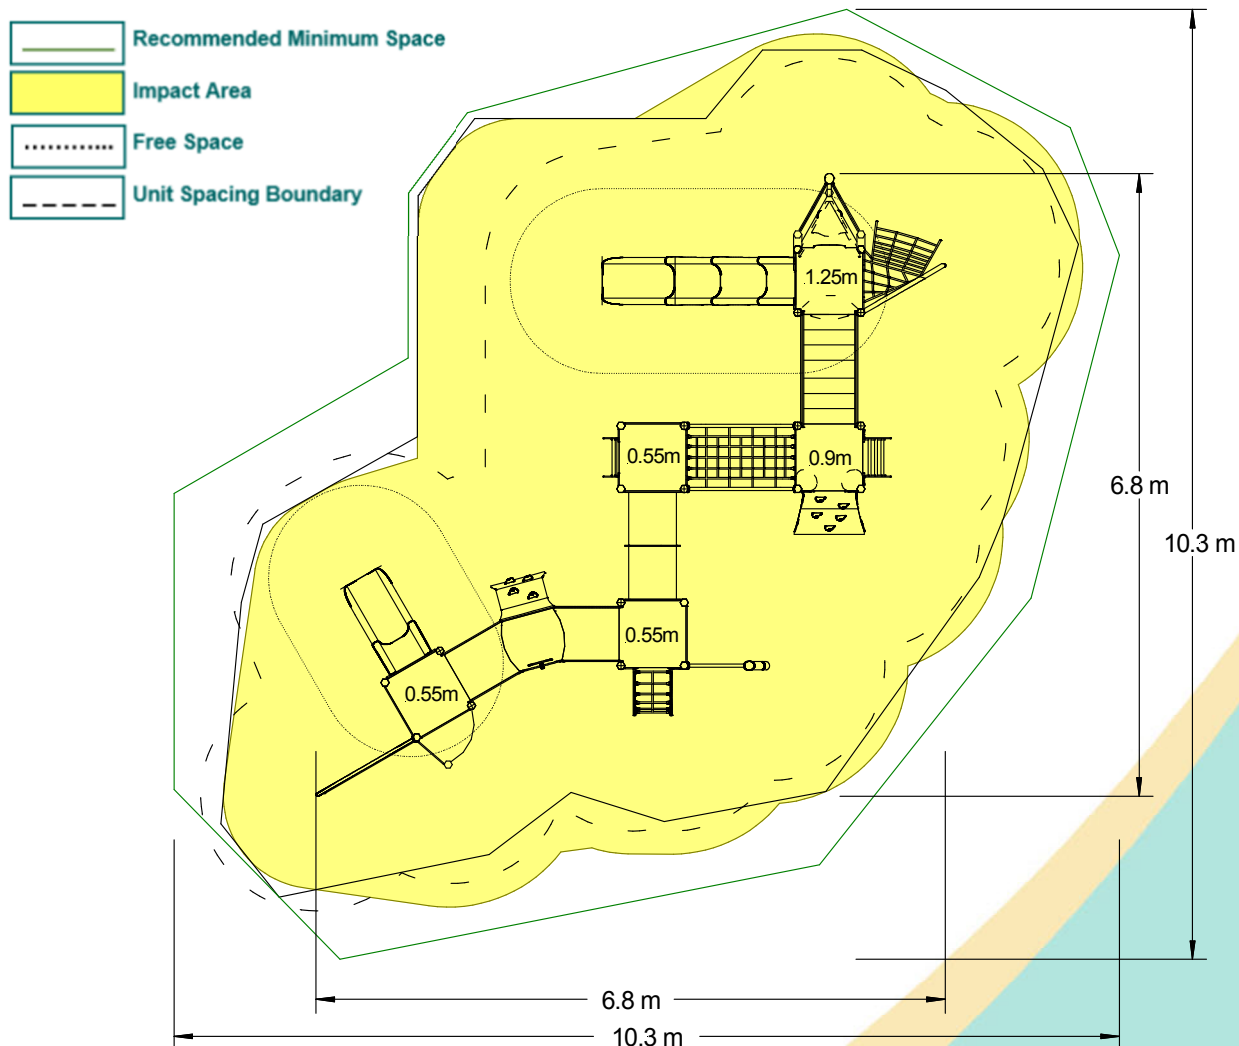 Recommended Minimum Space
Impact Area
Free Space
Unit Spacing Boundary
1.25m
0.55m
0.9m
6.8 m
10.3 m
0.55m
0.55m
6.8 m
10.3 m